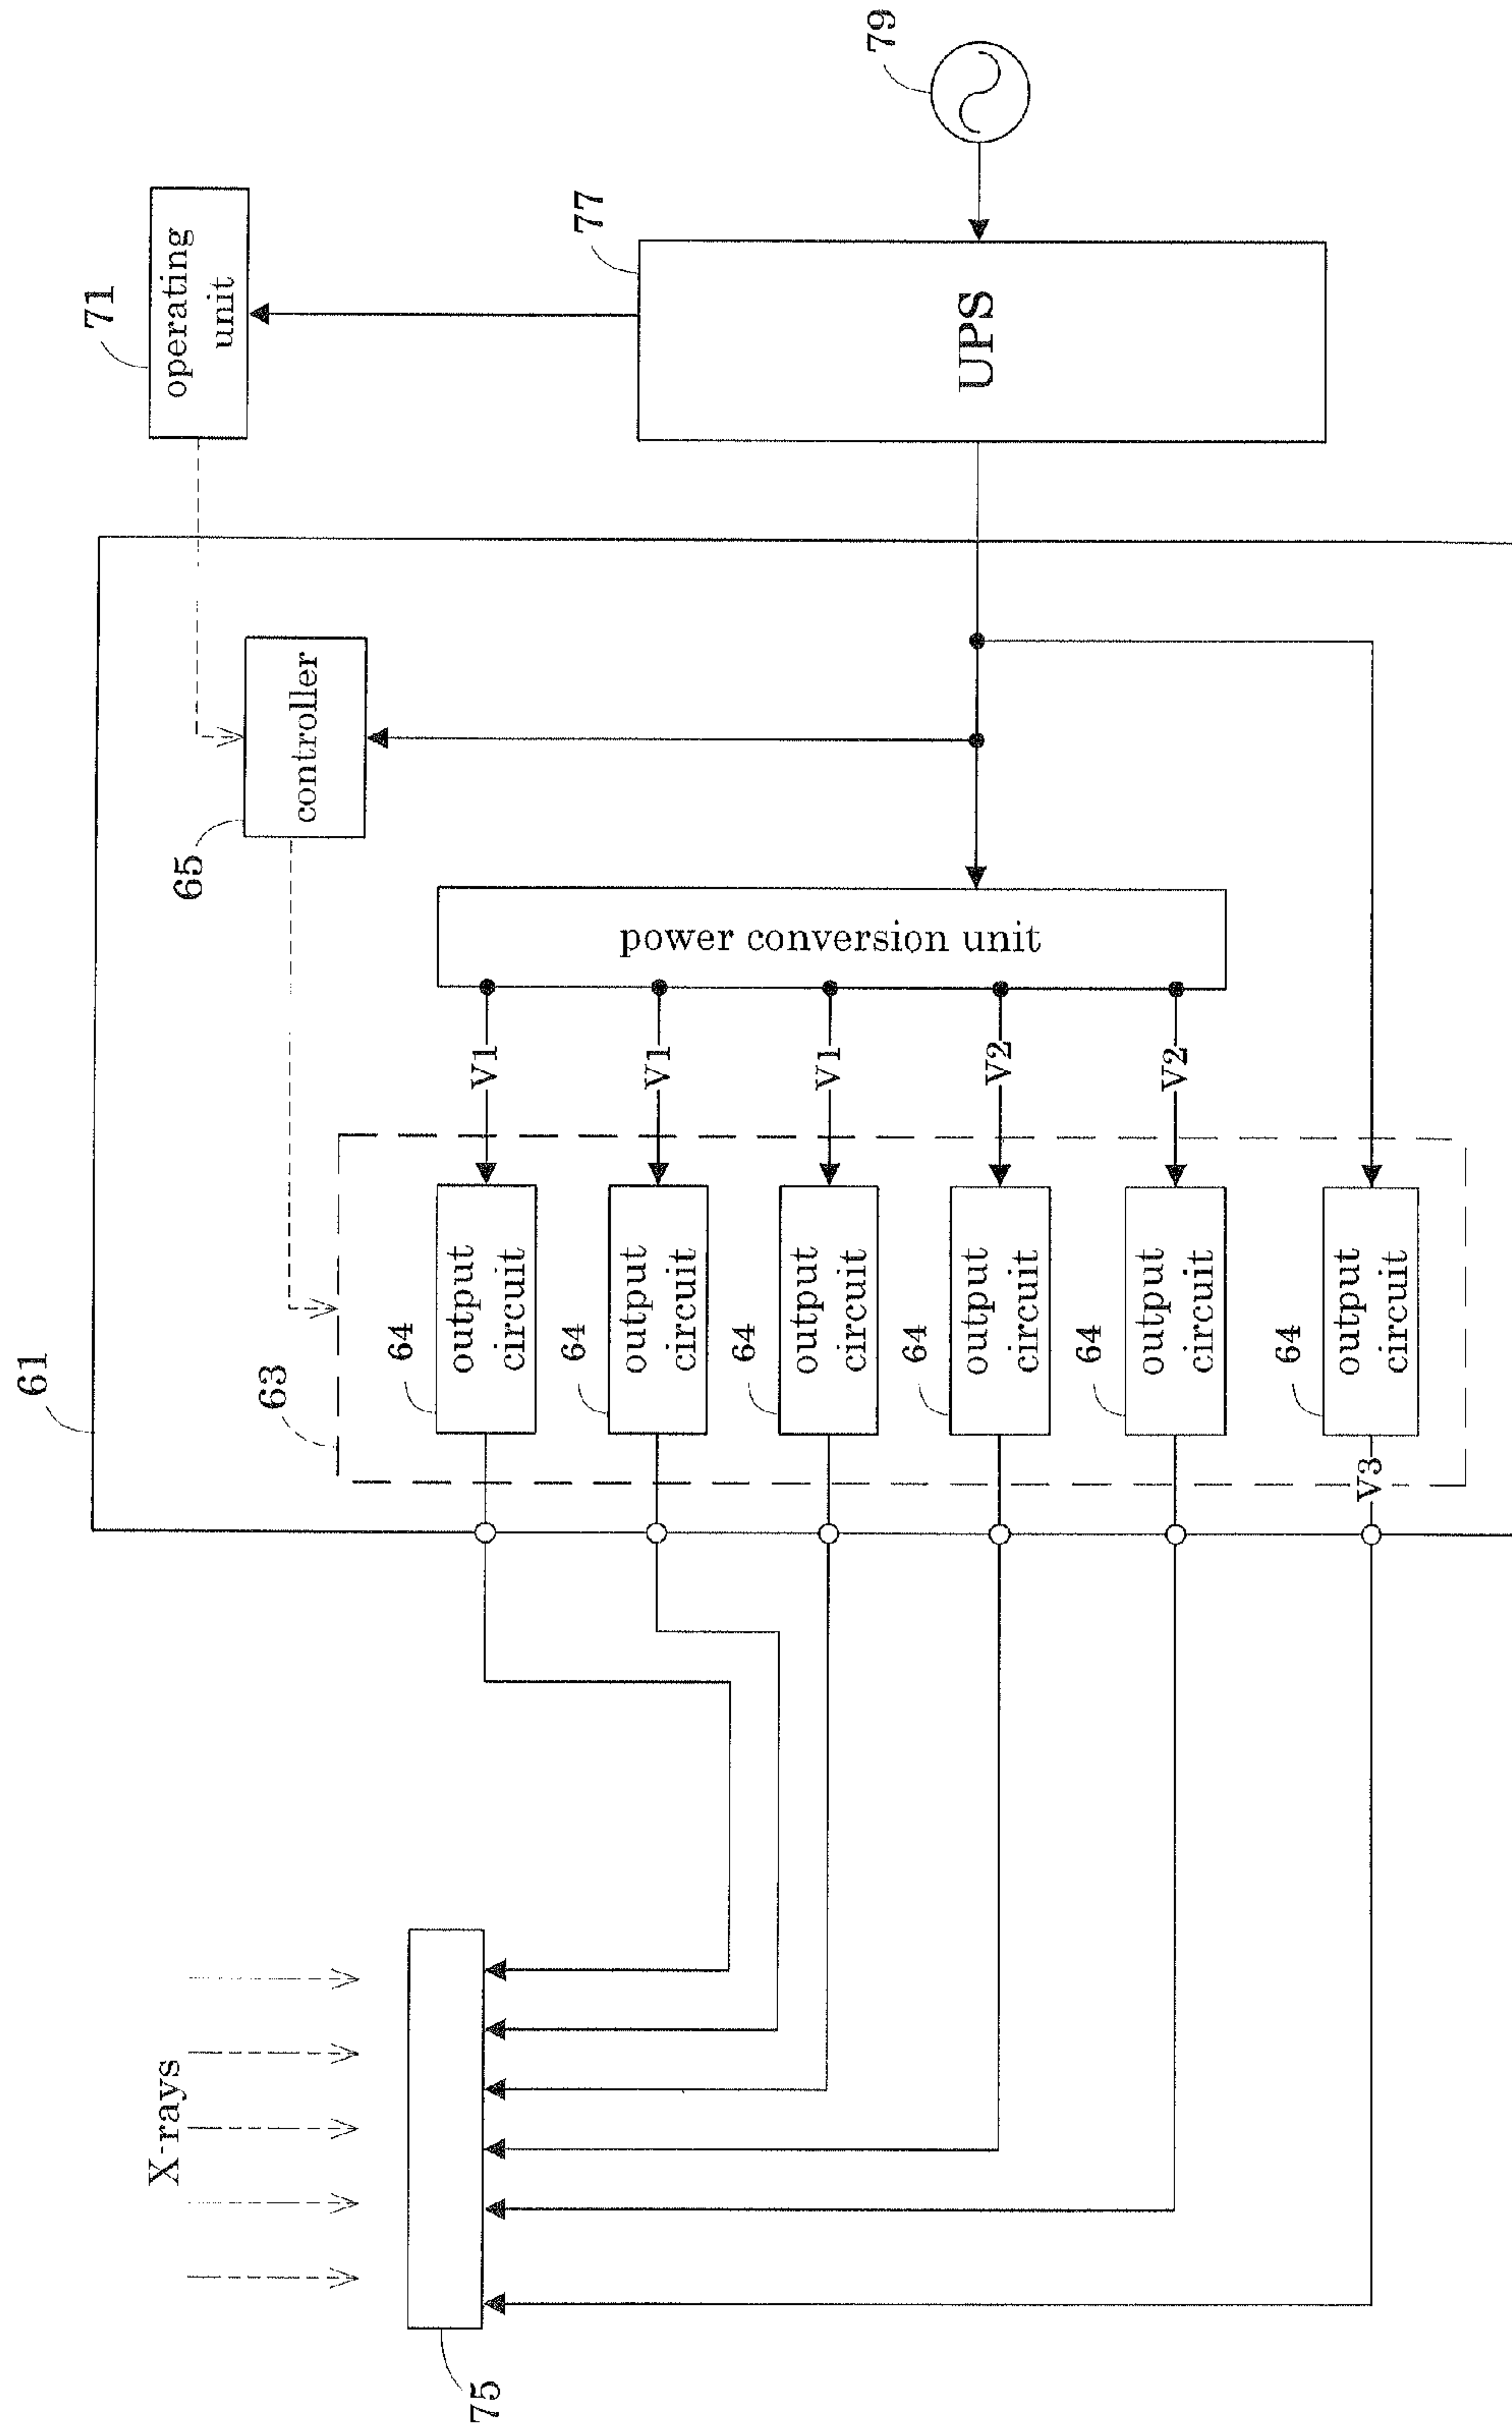 61
63
64
output
circuit
64
output
circuit
64
output
circuit
64
output
circuit
64
output
circuit
64
output
circuit
V1
V1
V1
V2
V2
V3
power conversion unit
65
controller
71
operating
unit
77
UPS
79
X-rays
75